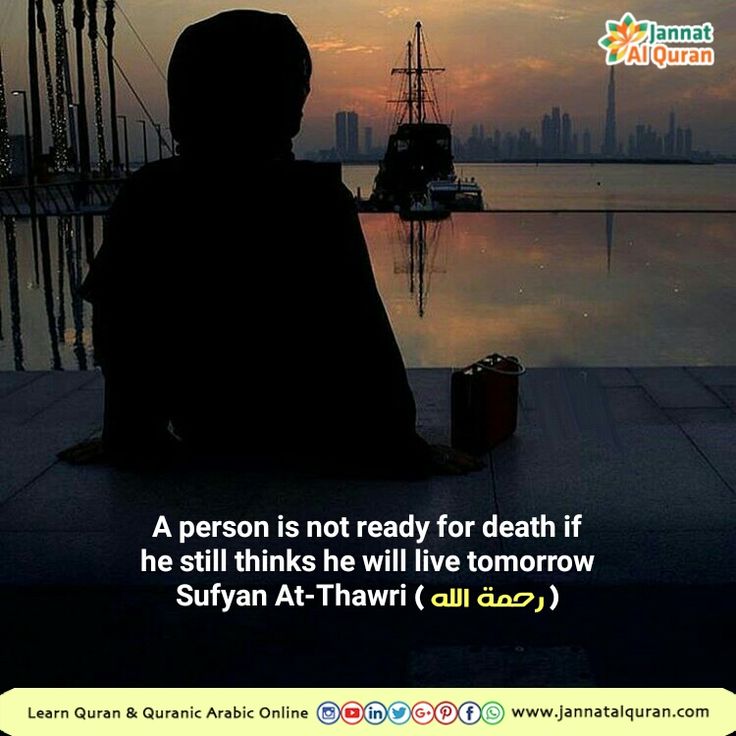 Jannat
Al Quran
A person is not ready for death if
he still thinks he will live tomorrow
Sufyan At-Thawri ( رحمة الله )
Learn Quran & Quranic Arabic Online www.jannatalquran.com